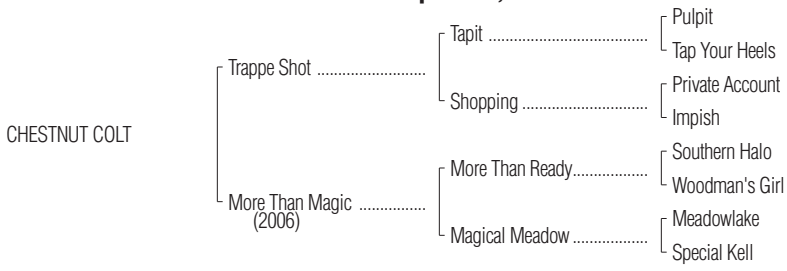 Pulpit
Tapit ....................................
Tap Your Heels
Trappe Shot ..........................
Private Account
Shopping ..............................
Impish
CHESTNUT COLT
Southern Halo
More Than Ready..................
Woodman's Girl
More Than Magic ................
(2006)
Meadowlake
Magical Meadow ..................
Special Kell